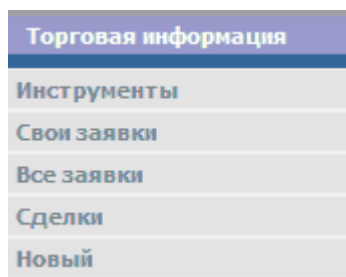 Торговая информация
Инструменты
Свои заявки
Все заявки
Сделки
Новый